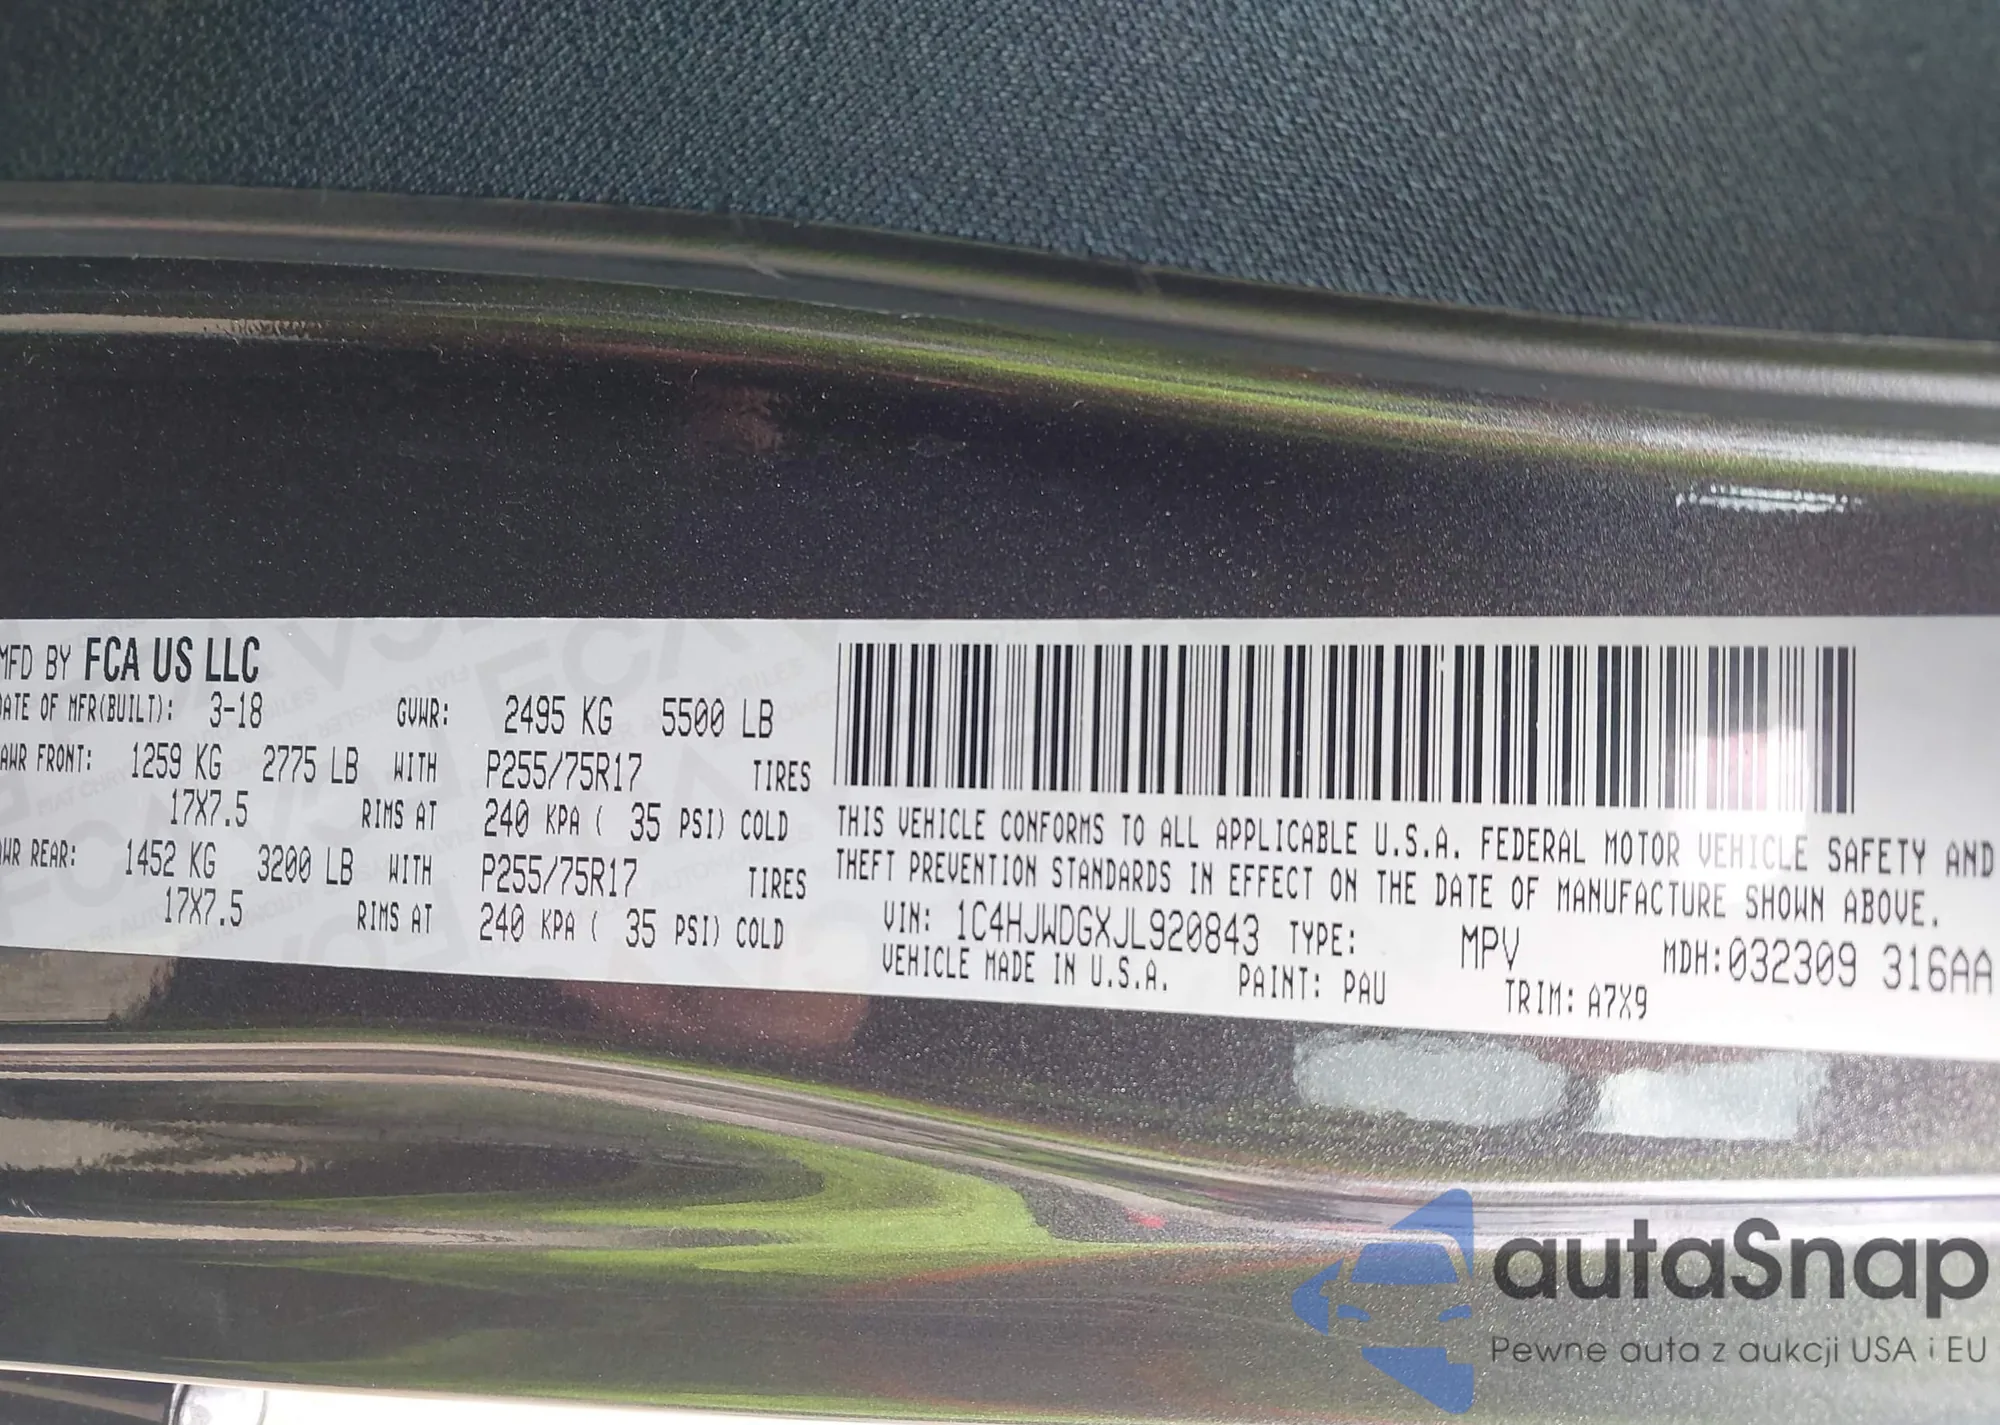 MFD BY FCA US LLC
DATE OF MFR(BUILT): 3-18 GVWR: 2495 KG 5500 LB
AWR FRONT: 1259 KG 2775 LB WITH P255/75R17 TIRES
17X7.5 RIMS AT 240 KPA ( 35 PSI) COLD
WR REAR: 1452 KG 3200 LB WITH P255/75R17 TIRES
17X7.5 RIMS AT 240 KPA ( 35 PSI) COLD
THIS VEHICLE CONFORMS TO ALL APPLICABLE U.S.A. FEDERAL MOTOR VEHICLE SAFETY AND
THEFT PREVENTION STANDARDS IN EFFECT ON THE DATE OF MANUFACTURE SHOWN ABOVE.
VIN: 1C4HJWDGXJL920843 TYPE: MPV MDH:032309 316AA
VEHICLE MADE IN U.S.A. PAINT: PAU TRIM: A7X9
autaSnap
Pewne auta z aukcji USA i EU